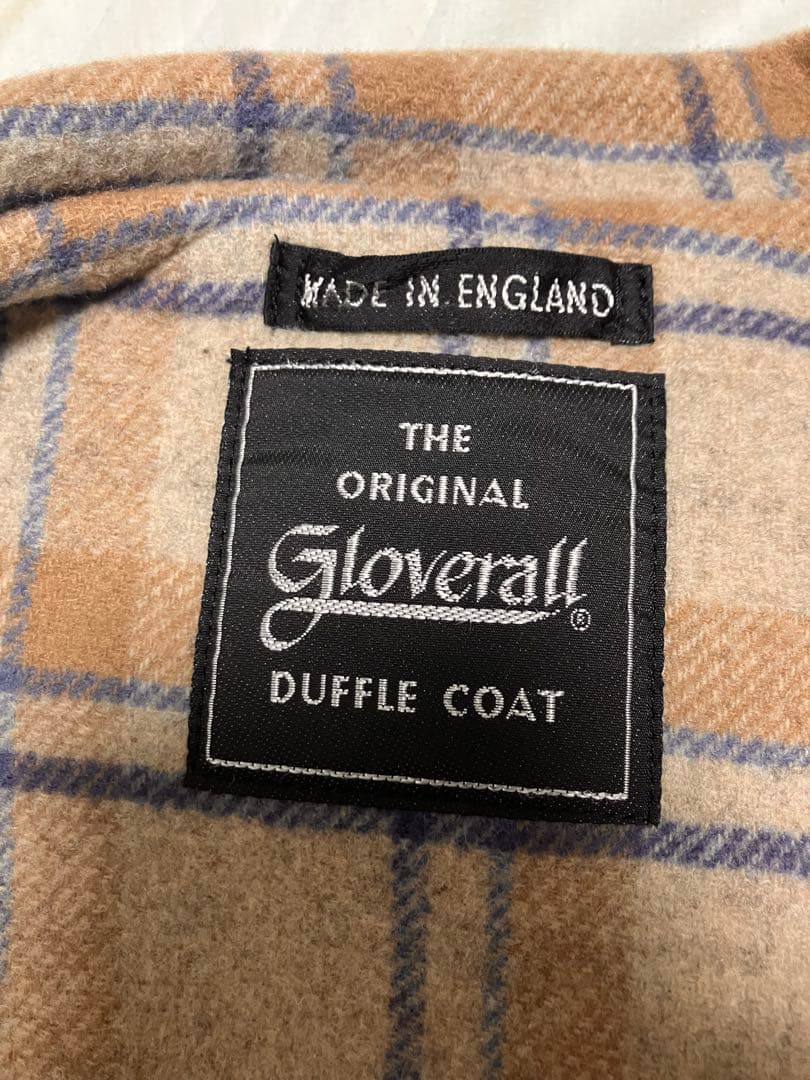 MADE IN ENGLAND
THE
ORIGINAL
Gloverall®
DUFFLE COAT